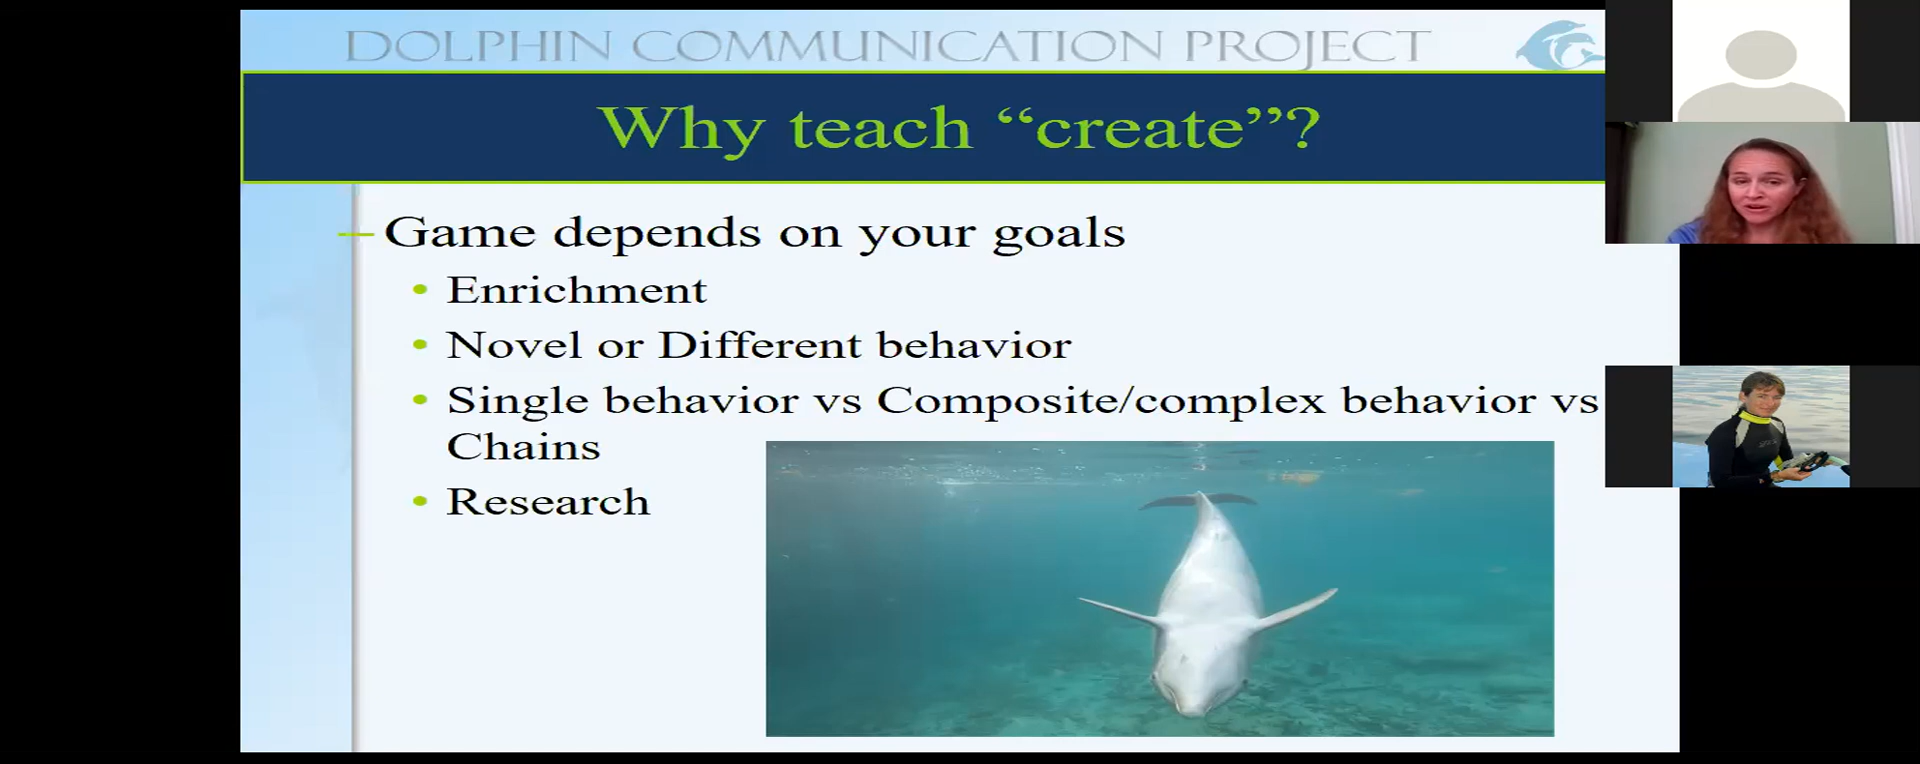 DOLPHIN COMMUNICATION PROJECT
Why teach “create”?
Game depends on your goals
Enrichment
Novel or Different behavior
Single behavior vs Composite/complex behavior vs
Chains
Research